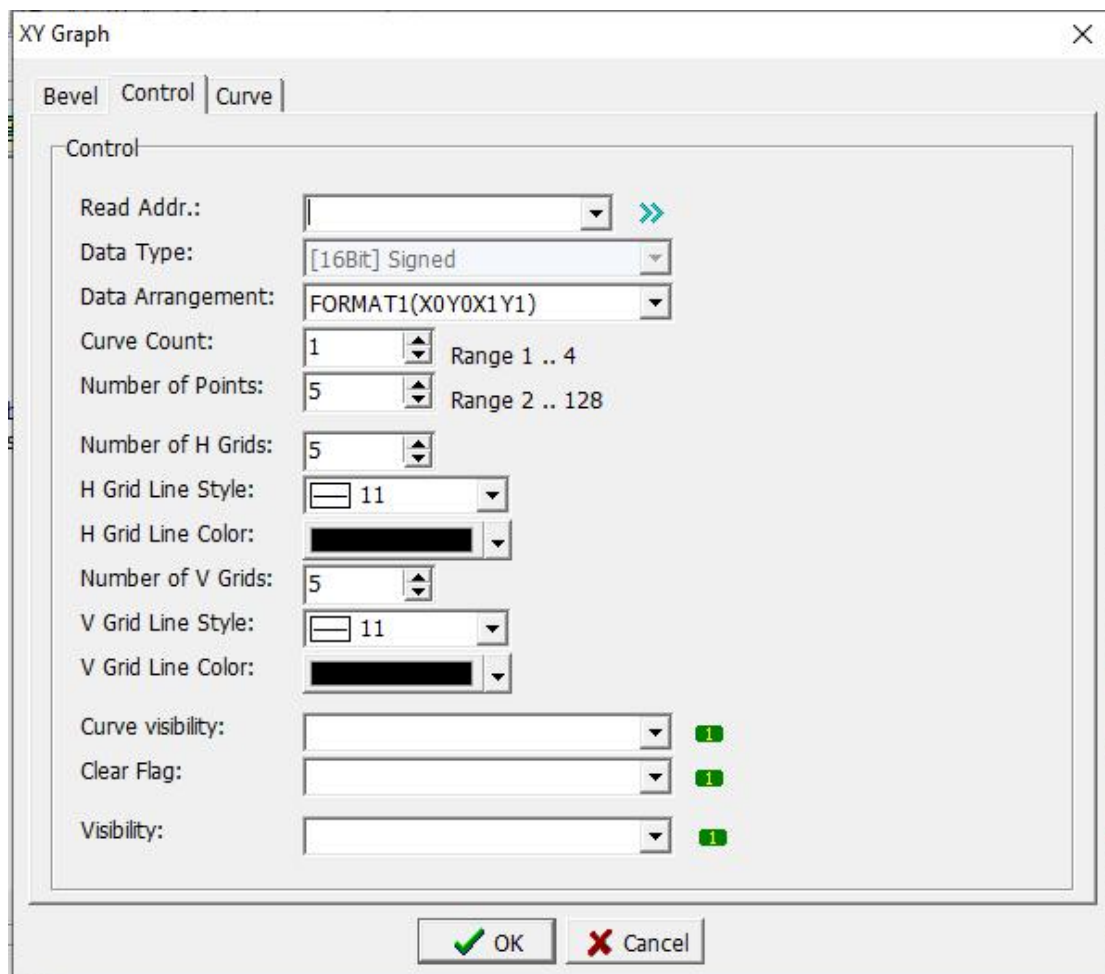 XY Graph
Bevel Control Curve
Control
Read Addr.:
Data Type: [16Bit] Signed
Data Arrangement: FORMAT1(X0Y0X1Y1)
Curve Count: 1 Range 1 .. 4
Number of Points: 5 Range 2 .. 128
Number of H Grids: 5
H Grid Line Style: 11
H Grid Line Color:
Number of V Grids: 5
V Grid Line Style: 11
V Grid Line Color:
Curve visibility: 1
Clear Flag: 1
Visibility: 1
OK Cancel